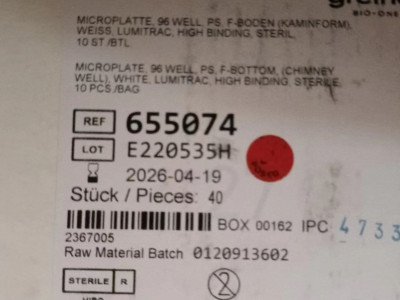 BIO-ONE
MICROPLATTE, 96 WELL, PS, F-BODEN (KAMINFORM),
WEISS, LUMITRAC, HIGH BINDING, STERIL,
10 ST./BTL.
MICROPLATE, 96 WELL, PS, F-BOTTOM, (CHIMNEY
WELL), WHITE, LUMITRAC, HIGH BINDING, STERILE,
10 PCS./BAG
REF 655074
LOT E220535H
2026-04-19
Stück / Pieces: 40
BOX 00162 IPC 4733
2367005
Raw Material Batch 0120913602
STERILE R
2